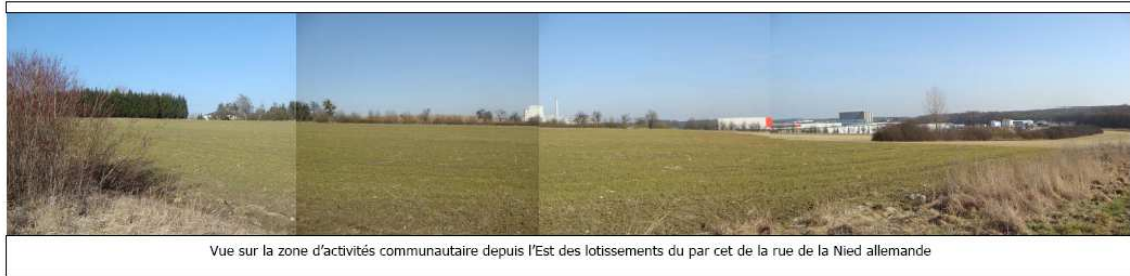 Vue sur la zone d'activités communautaire depuis l'Est des lotissements du par cet de la rue de la Nied allemande